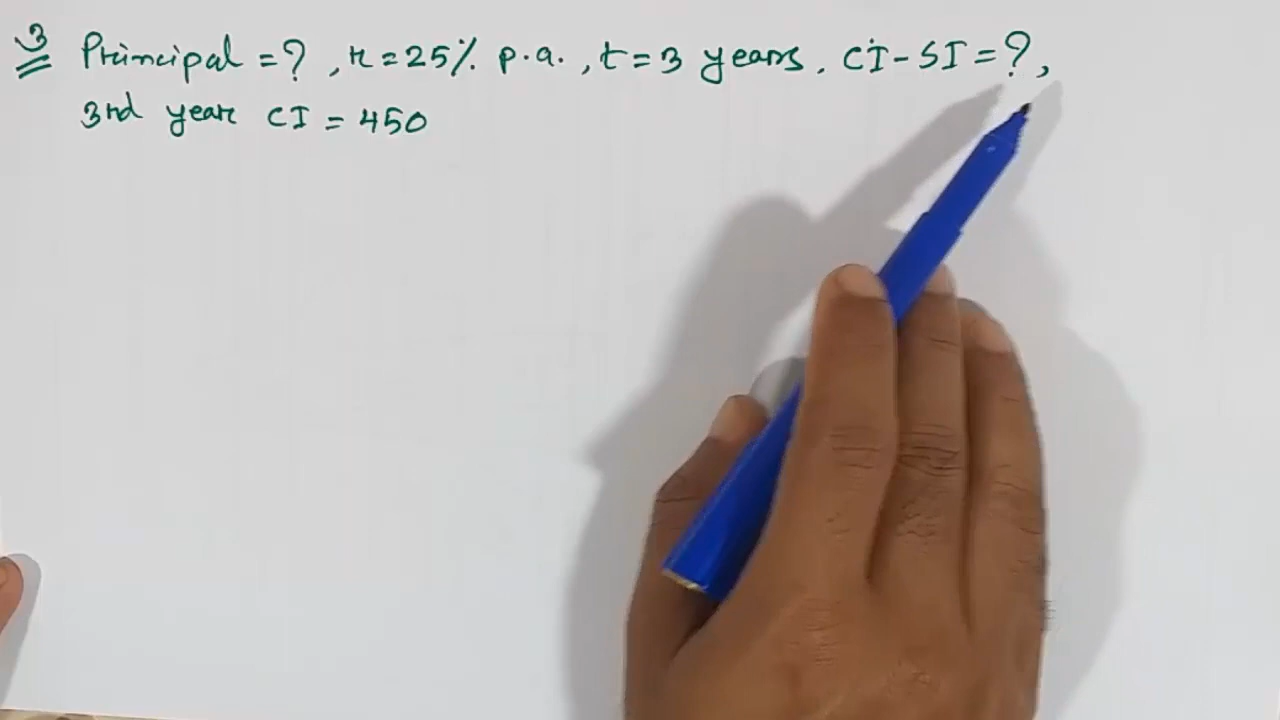 3 Principal = ?, r = 25% p.a., t = 3 years, CI - SI = ?,
3rd year CI = 450